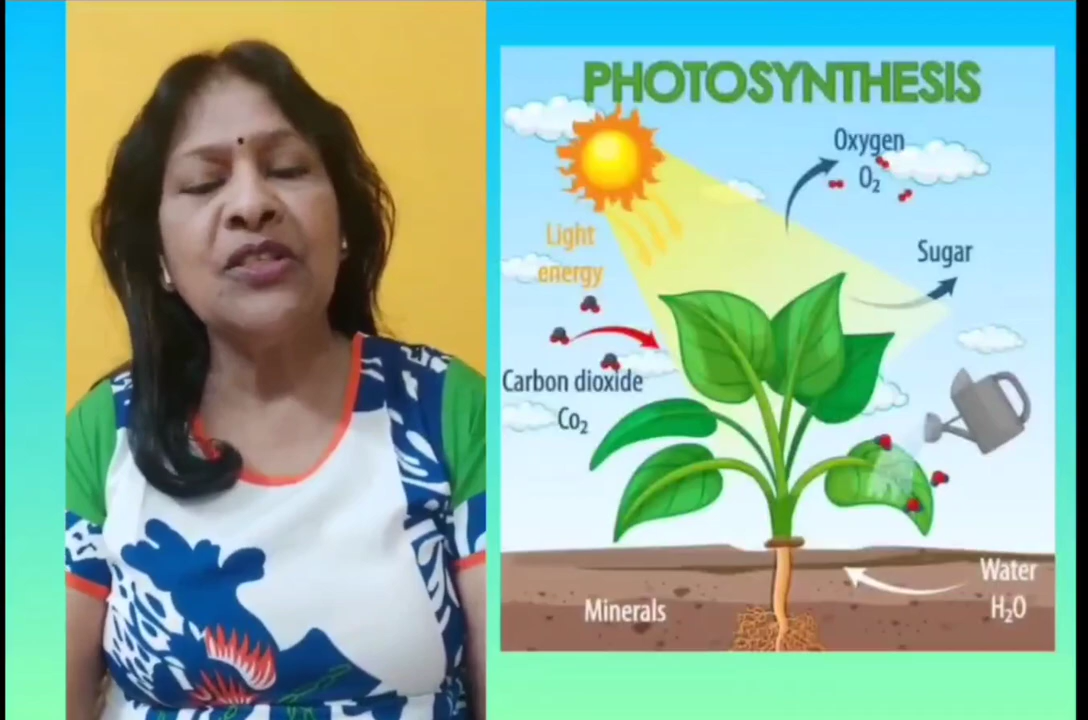 PHOTOSYNTHESIS
Oxygen
O₂
Light
energy
Sugar
Carbon dioxide
Co₂
Water
H₂O
Minerals